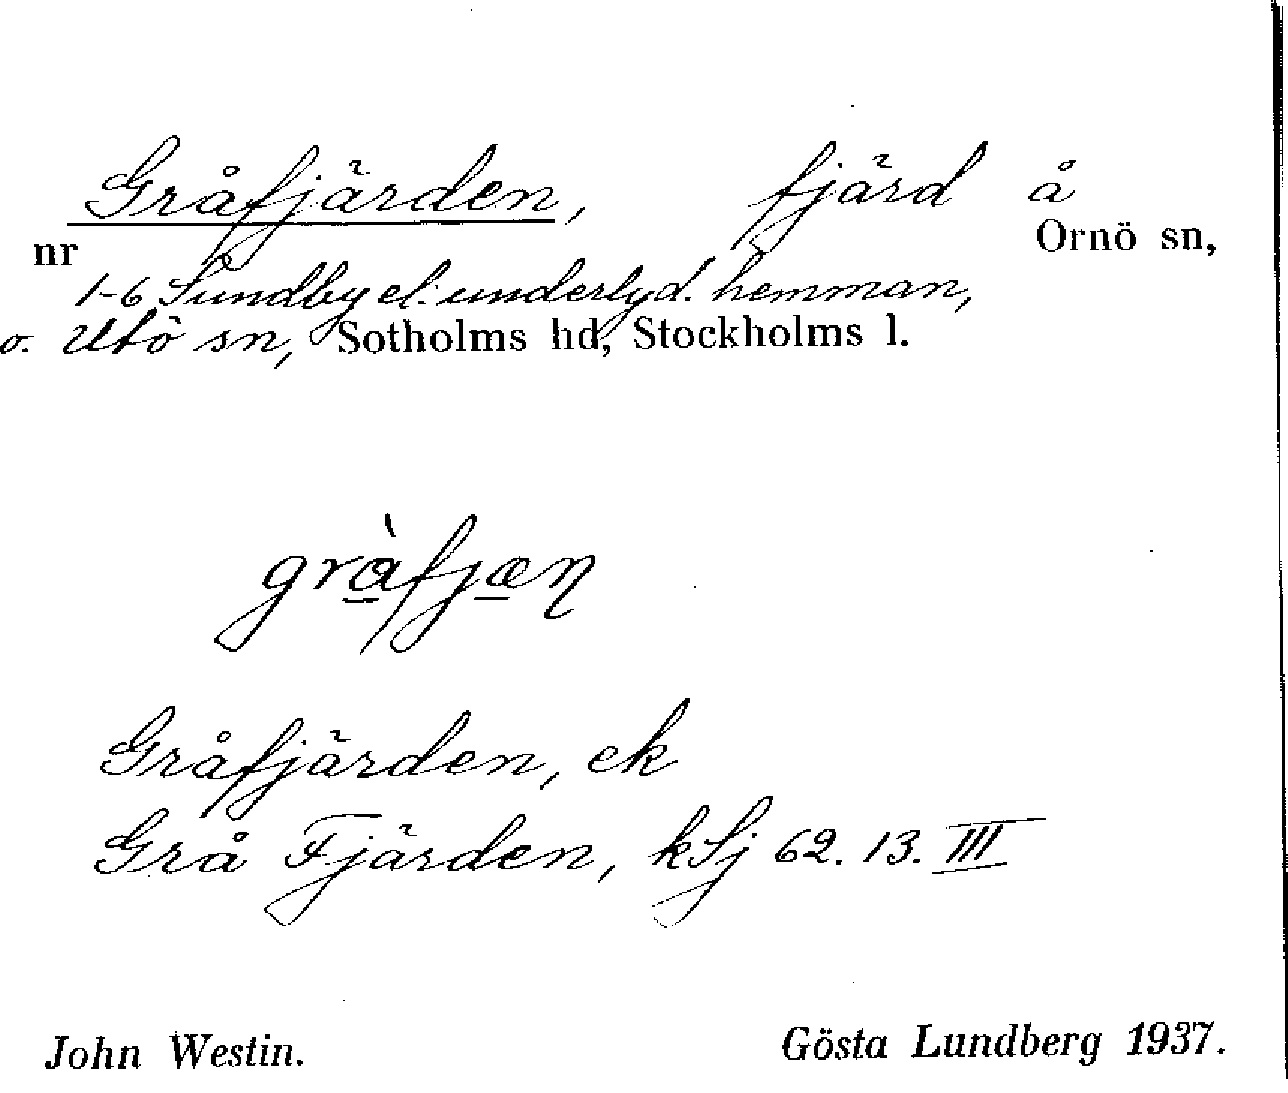 Gråfjärden, fjärd å
nr Ornö sn,
1-6 Sundby el. underlyd. hemman,
o. Utö sn, Sotholms hd, Stockholms l.
gràfjæn
Gråfjärden, ek
Grå Fjärden, kSj 62. 13. III
John Westin. Gösta Lundberg 1937.